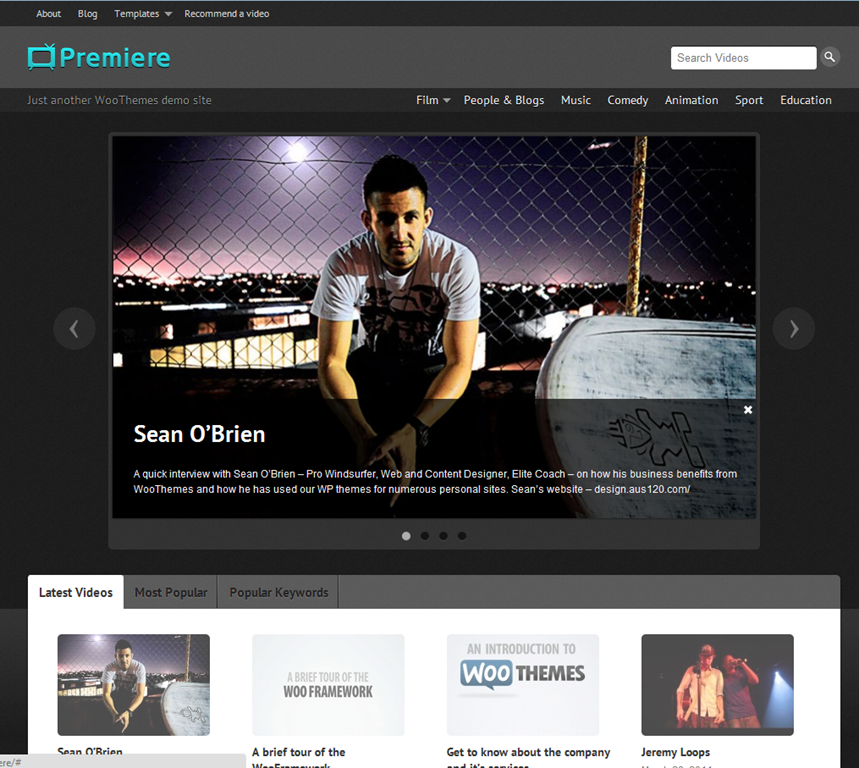 About Blog Templates Recommend a video
Premiere
Search Videos
Just another WooThemes demo site
Film People & Blogs Music Comedy Animation Sport Education
Sean O'Brien
A quick interview with Sean O'Brien – Pro Windsurfer, Web and Content Designer, Elite Coach – on how his business benefits from
WooThemes and how he has used our WP themes for numerous personal sites. Sean's website – design.aus120.com/
Latest Videos Most Popular Popular Keywords
A BRIEF TOUR OF THE
WOO FRAMEWORK
AN INTRODUCTION TO
WOO THEMES
Sean O'Brien
A brief tour of the
WooFramework
Get to know about the company
and it's services
Jeremy Loops
ere/#